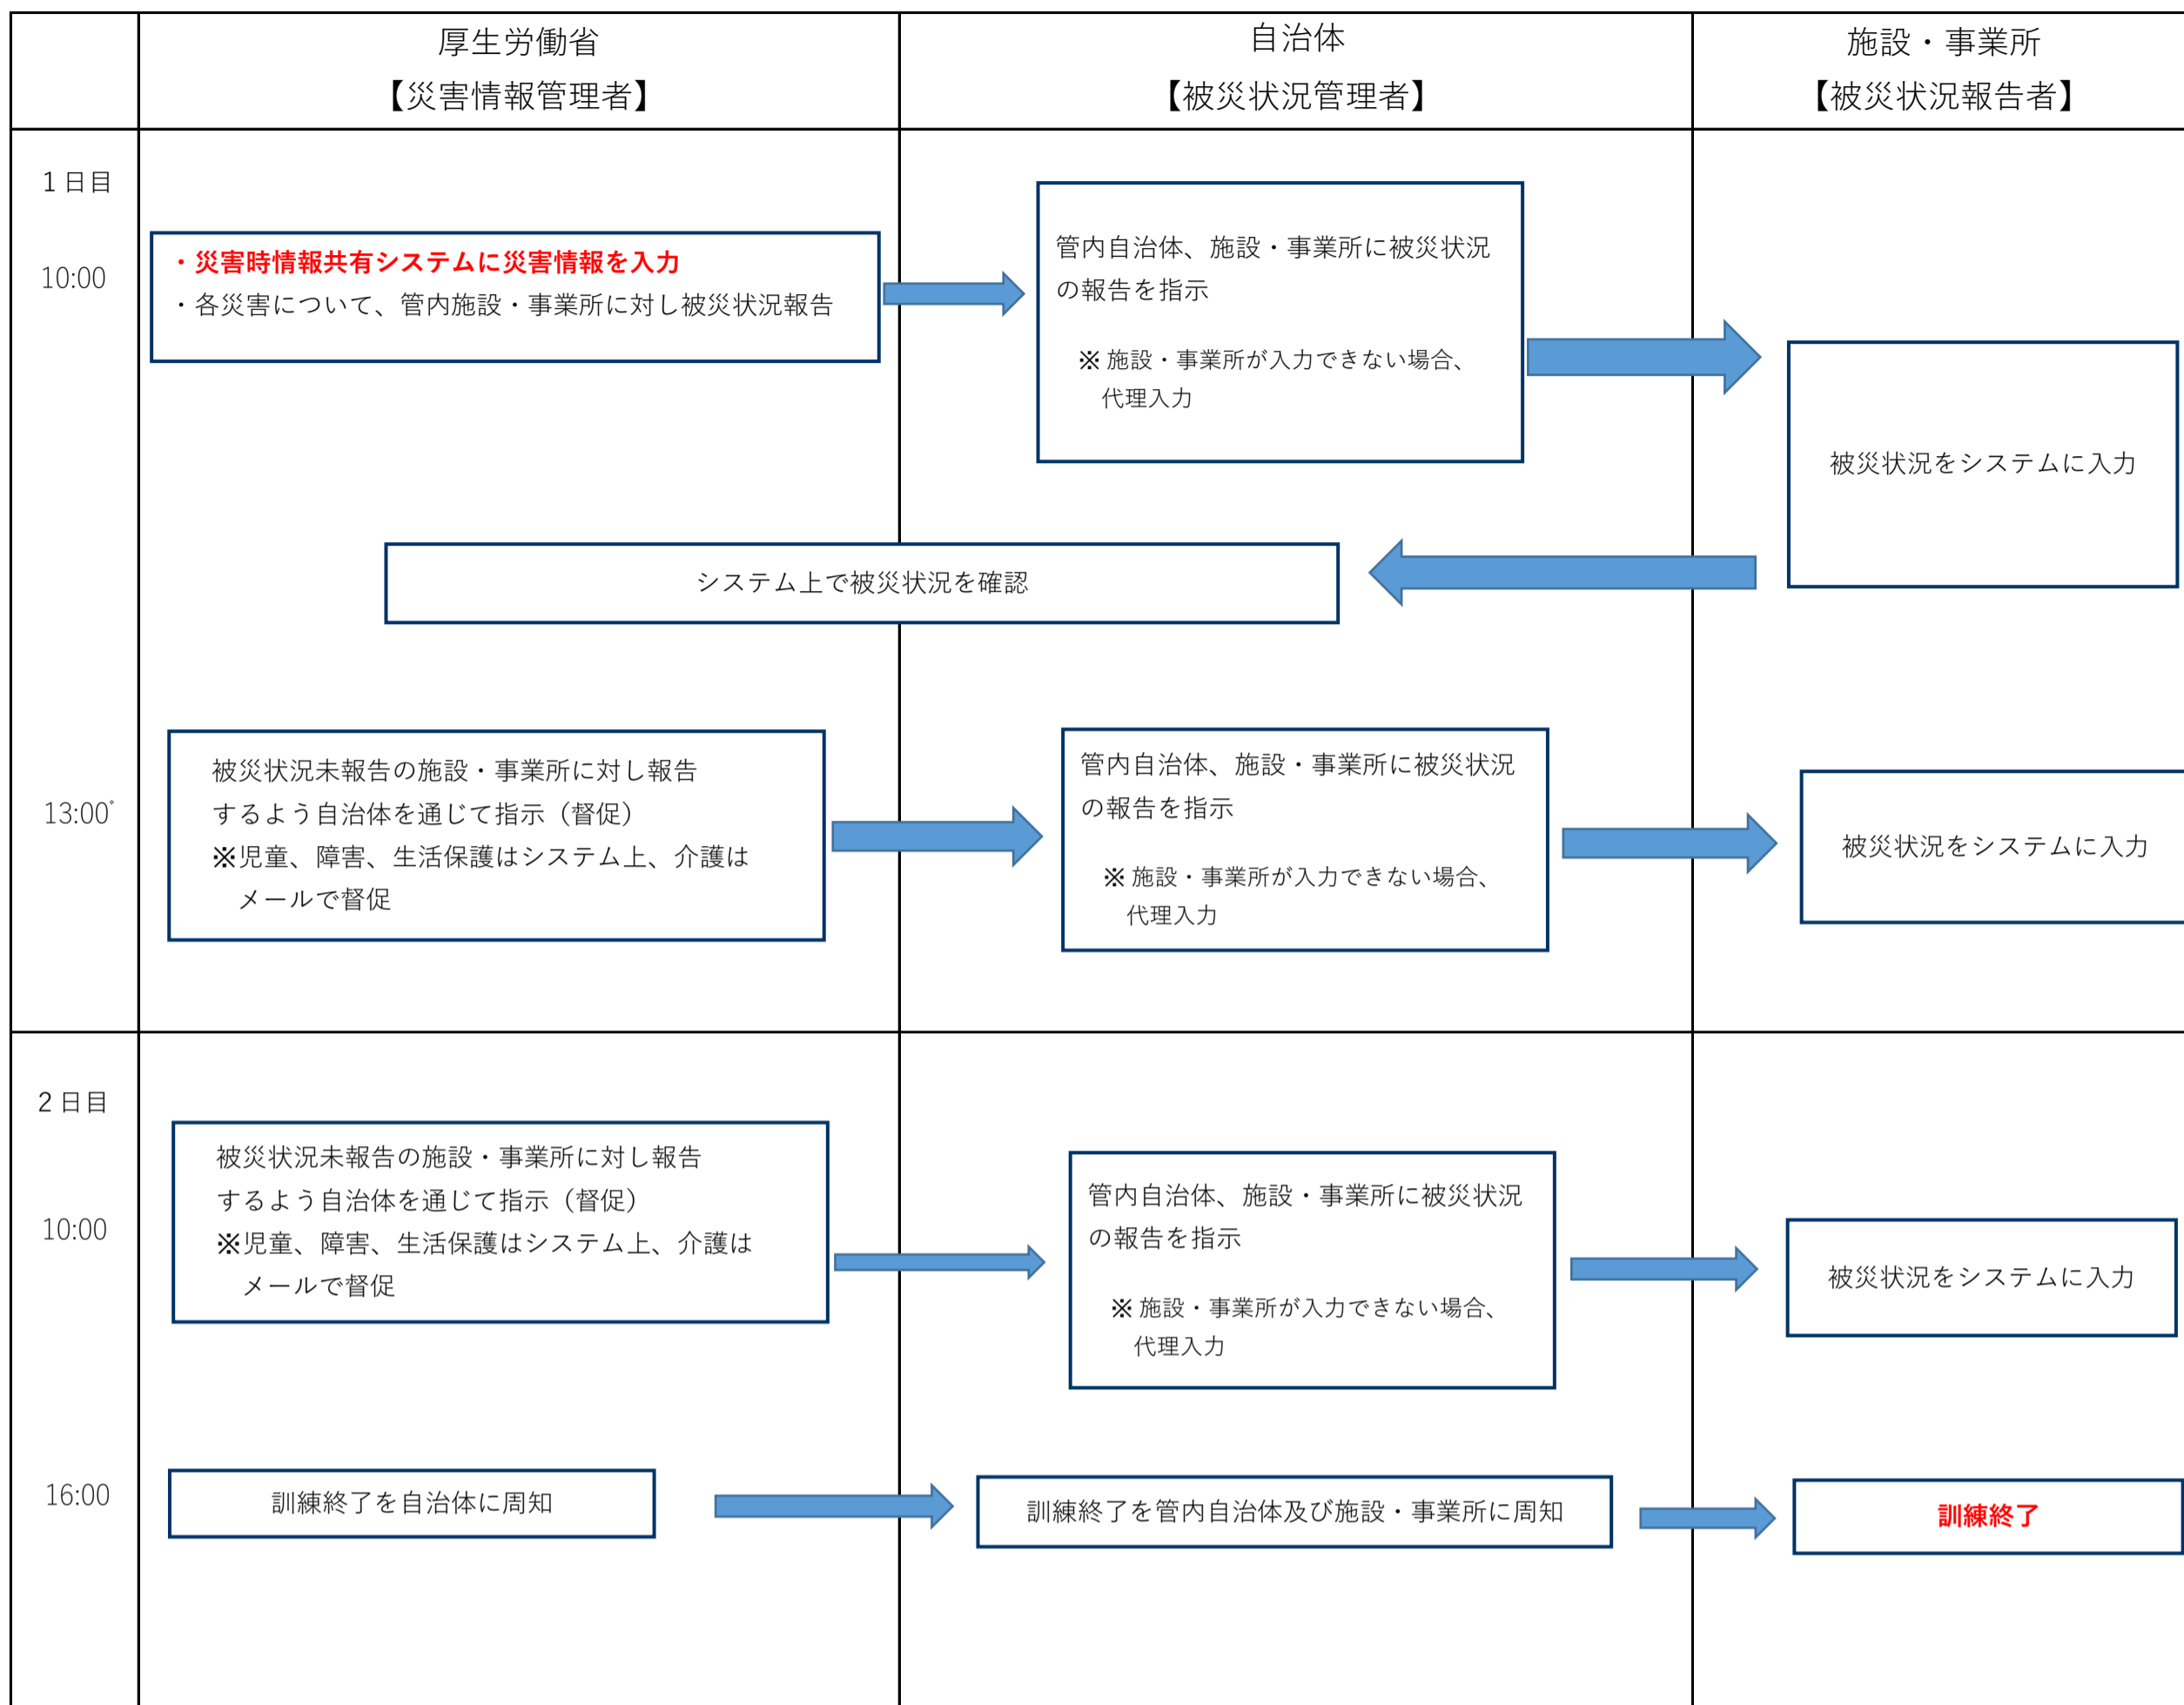 厚生労働省
【災害情報管理者】
自治体
【被災状況管理者】
施設・事業所
【被災状況報告者】
1 日目
10:00
・災害時情報共有システムに災害情報を入力
・各災害について、管内施設・事業所に対し被災状況報告
管内自治体、施設・事業所に被災状況
の報告を指示
※ 施設・事業所が入力できない場合、
代理入力
被災状況をシステムに入力
システム上で被災状況を確認
13:00゜
被災状況未報告の施設・事業所に対し報告
するよう自治体を通じて指示（督促）
※児童、障害、生活保護はシステム上、介護は
メールで督促
管内自治体、施設・事業所に被災状況
の報告を指示
※ 施設・事業所が入力できない場合、
代理入力
被災状況をシステムに入力
2 日目
10:00
被災状況未報告の施設・事業所に対し報告
するよう自治体を通じて指示（督促）
※児童、障害、生活保護はシステム上、介護は
メールで督促
管内自治体、施設・事業所に被災状況
の報告を指示
※ 施設・事業所が入力できない場合、
代理入力
被災状況をシステムに入力
16:00
訓練終了を自治体に周知
訓練終了を管内自治体及び施設・事業所に周知
訓練終了